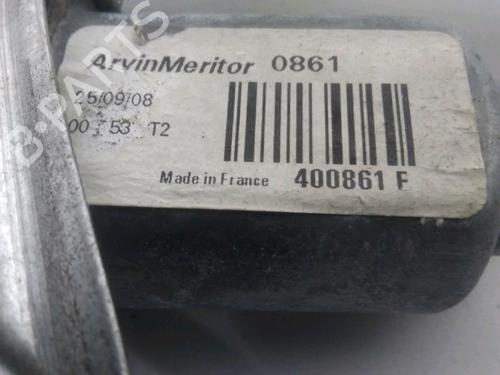 ArvinMeritor 0861
25/09/08
00 53 T2
Made in France 400861 F
B-PARTS